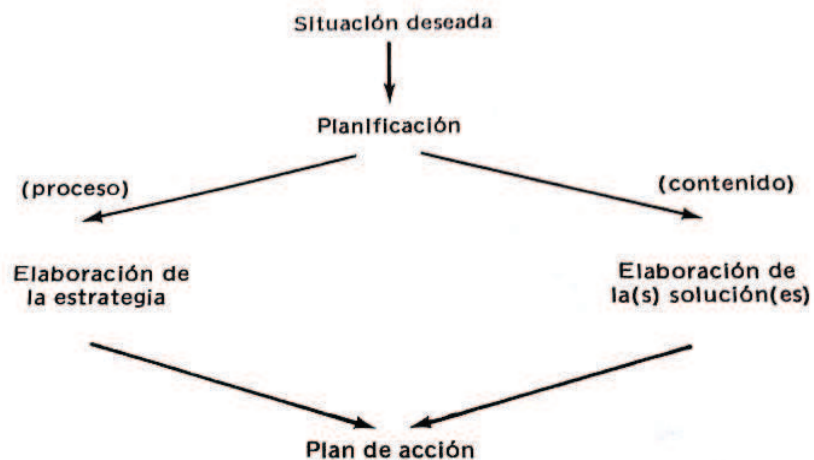 Situación deseada
Planificación
(proceso)
(contenido)
Elaboración de
la estrategia
Elaboración de
la(s) solución(es)
Plan de acción